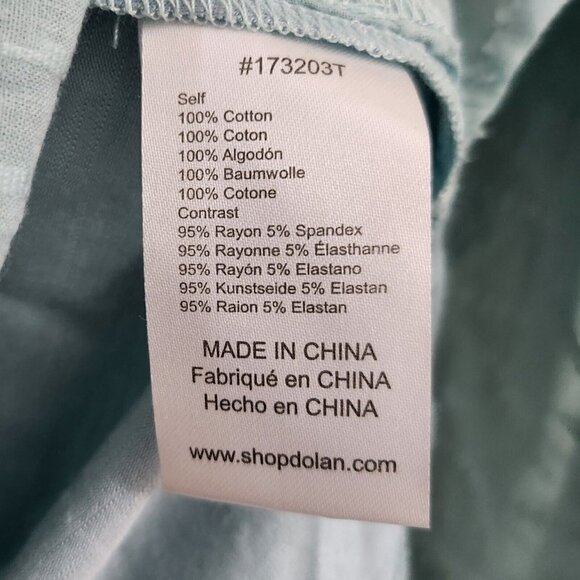 #173203T
Self
100% Cotton
100% Coton
100% Algodón
100% Baumwolle
100% Cotone
Contrast
95% Rayon 5% Spandex
95% Rayonne 5% Élasthanne
95% Rayón 5% Elastano
95% Kunstseide 5% Elastan
95% Raion 5% Elastan
MADE IN CHINA
Fabriqué en CHINA
Hecho en CHINA
www.shopdolan.com